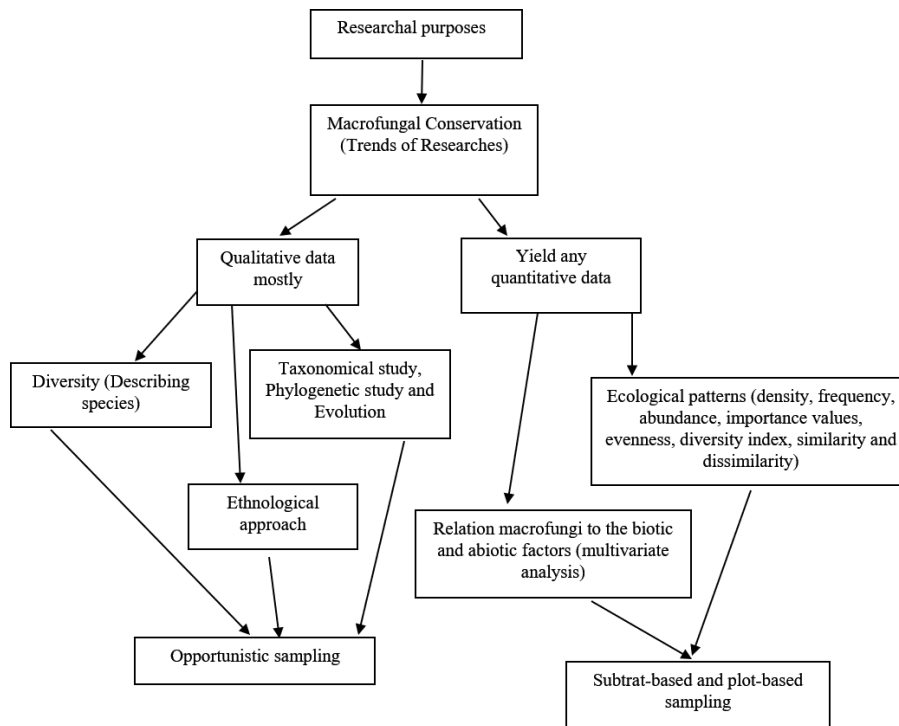 Researchal purposes
Macrofungal Conservation
(Trends of Researches)
Qualitative data
mostly
Yield any
quantitative data
Diversity (Describing
species)
Taxonomical study,
Phylogenetic study and
Evolution
Ecological patterns (density, frequency,
abundance, importance values,
evenness, diversity index, similarity and
dissimilarity)
Ethnological
approach
Relation macrofungi to the biotic
and abiotic factors (multivariate
analysis)
Opportunistic sampling
Subtrat-based and plot-based
sampling